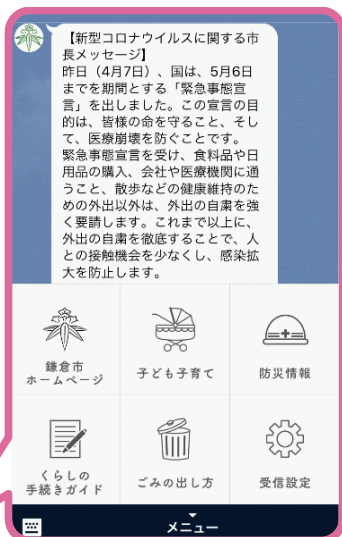 【新型コロナウイルスに関する市
長メッセージ】
昨日（4月7日）、国は、5月6日
までを期間とする「緊急事態宣
言」を出しました。この宣言の目
的は、皆様の命を守ること、そし
て、医療崩壊を防ぐことです。
緊急事態宣言を受け、食料品や日
用品の購入、会社や医療機関に通
うこと、散歩などの健康維持のた
めの外出以外は、外出の自粛を強
く要請します。これまで以上に、
外出の自粛を徹底することで、人
との接触機会を少なくし、感染拡
大を防止します。
鎌倉市
ホームページ
子ども子育て
防災情報
くらしの
手続きガイド
ごみの出し方
受信設定
メニュー